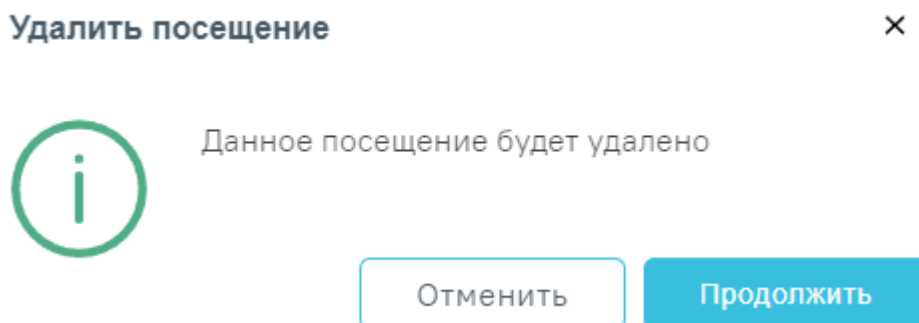 Удалить посещение
Данное посещение будет удалено
Отменить
Продолжить